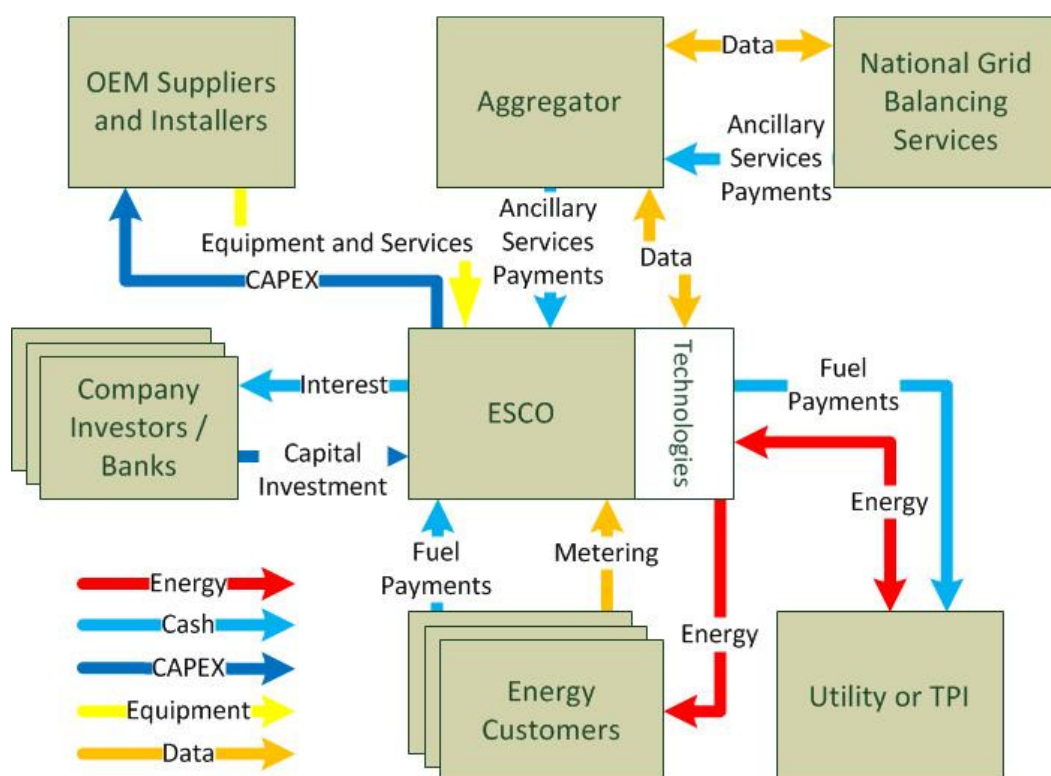 OEM Suppliers
and Installers
Aggregator
Data
National Grid
Balancing
Services
Ancillary
Services
Payments
Equipment and Services
CAPEX
Ancillary
Services
Payments
Data
Company
Investors /
Banks
Interest
Capital
Investment
ESCO
Technologies
Fuel
Payments
Energy
Fuel
Payments
Metering
Energy
Energy
Customers
Utility or TPI
Energy
Cash
CAPEX
Equipment
Data